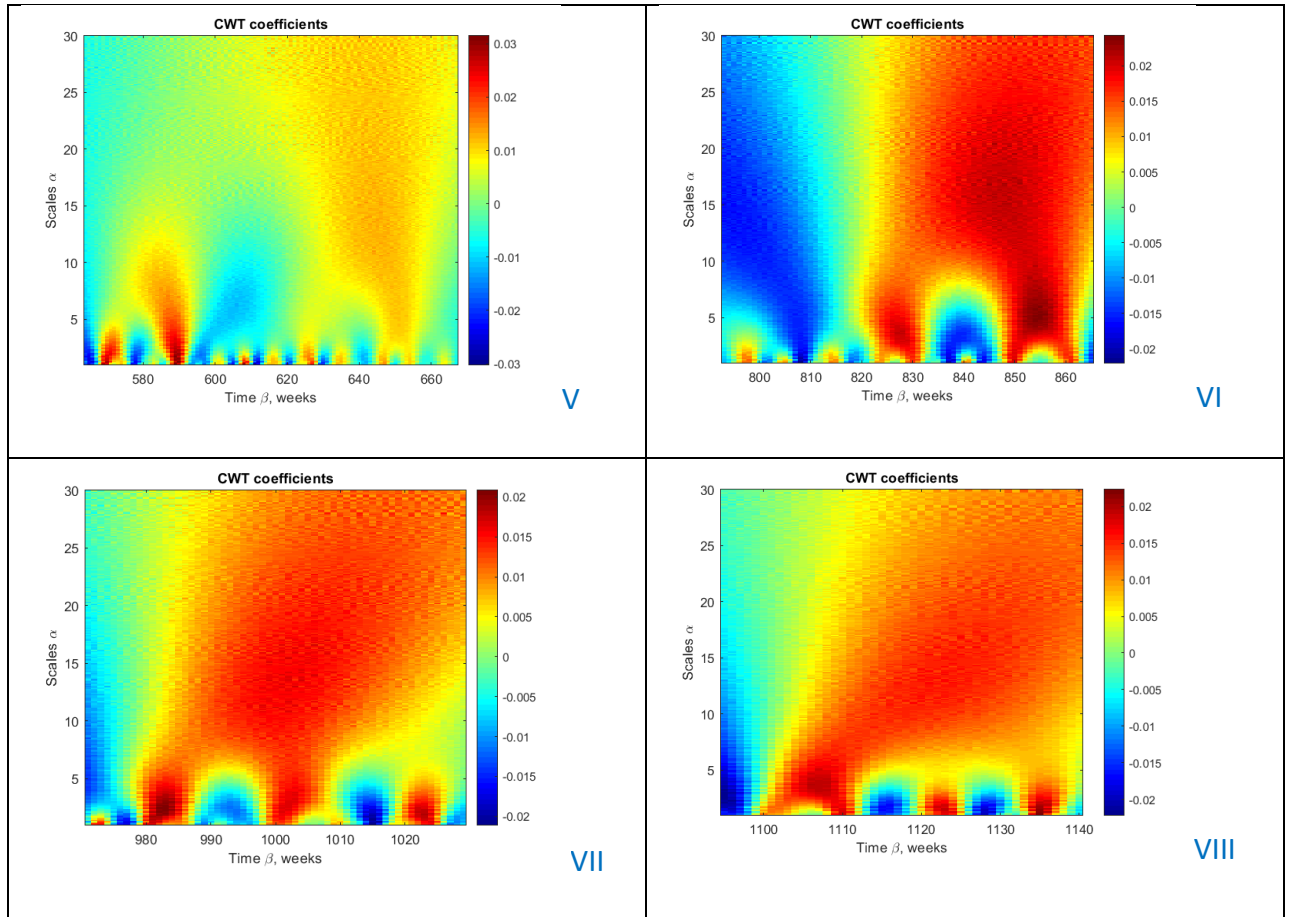 CWT coefficients
30
25
20
15
10
5
Scales α
580 600 620 640 660
Time β, weeks
0.03
0.02
0.01
0
-0.01
-0.02
-0.03
V
CWT coefficients
30
25
20
15
10
5
Scales α
800 810 820 830 840 850 860
Time β, weeks
0.02
0.015
0.01
0.005
0
-0.005
-0.01
-0.015
-0.02
VI
CWT coefficients
30
25
20
15
10
5
Scales α
980 990 1000 1010 1020
Time β, weeks
0.02
0.015
0.01
0.005
0
-0.005
-0.01
-0.015
-0.02
VII
CWT coefficients
30
25
20
15
10
5
Scales α
1100 1110 1120 1130 1140
Time β, weeks
0.02
0.015
0.01
0.005
0
-0.005
-0.01
-0.015
-0.02
VIII